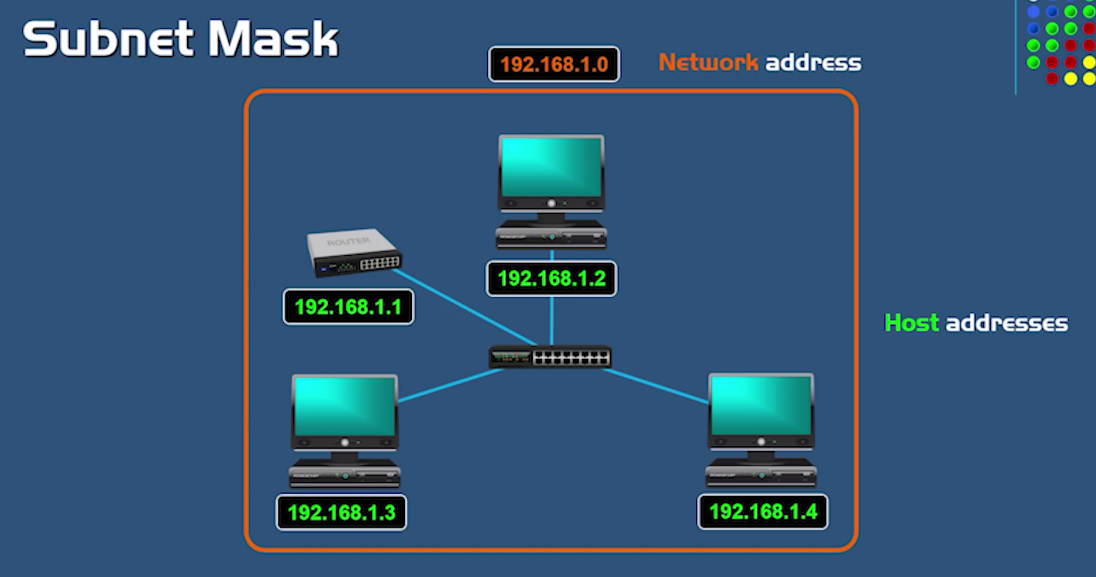 Subnet Mask
192.168.1.0
Network address
ROUTER
192.168.1.1
192.168.1.2
Host addresses
192.168.1.3
192.168.1.4